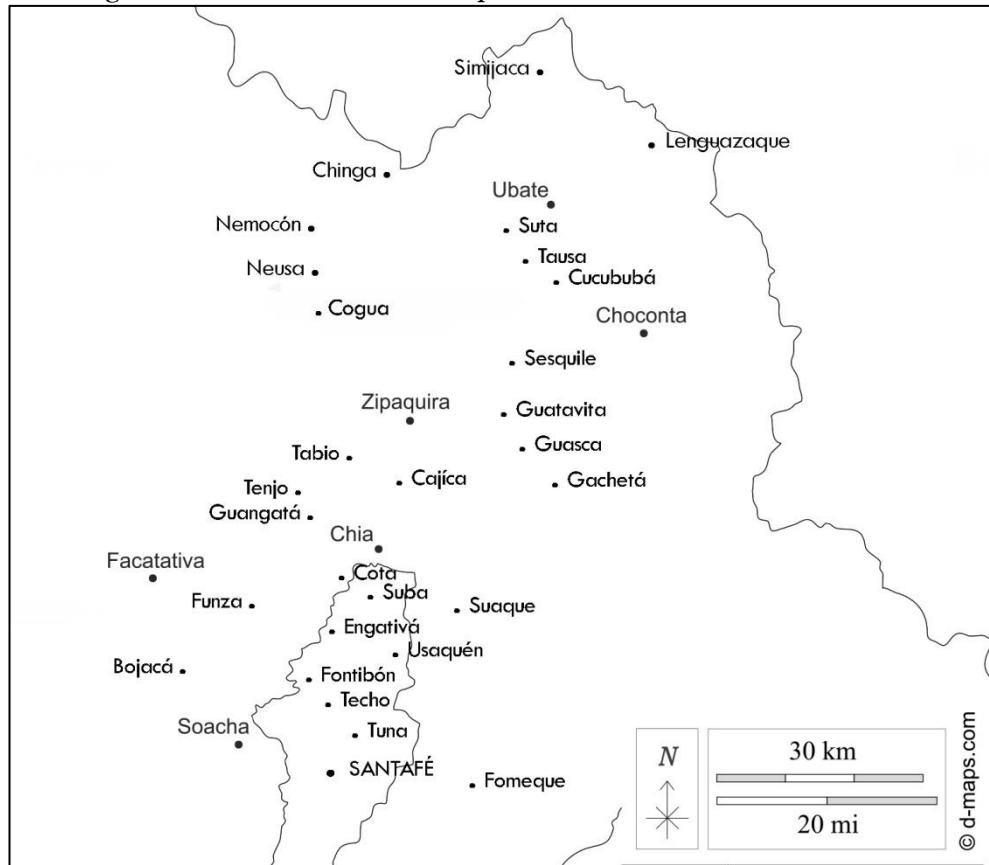 Simijaca
Lenguazaque
Chinga
Ubate
Nemocón
Suta
Tausa
Neusa
Cucububá
Cogua
Choconta
Sesquile
Zipaquira
Guatavita
Guasca
Tabio
Cajíca
Gachetá
Tenjo
Guangatá
Chia
Facatativa
Cota
Suba
Funza
Suaque
Engativá
Usaquén
Bojacá
Fontibón
Techo
Soacha
Tuna
SANTAFÉ
Fomeque
N
30 km
20 mi
© d-maps.com